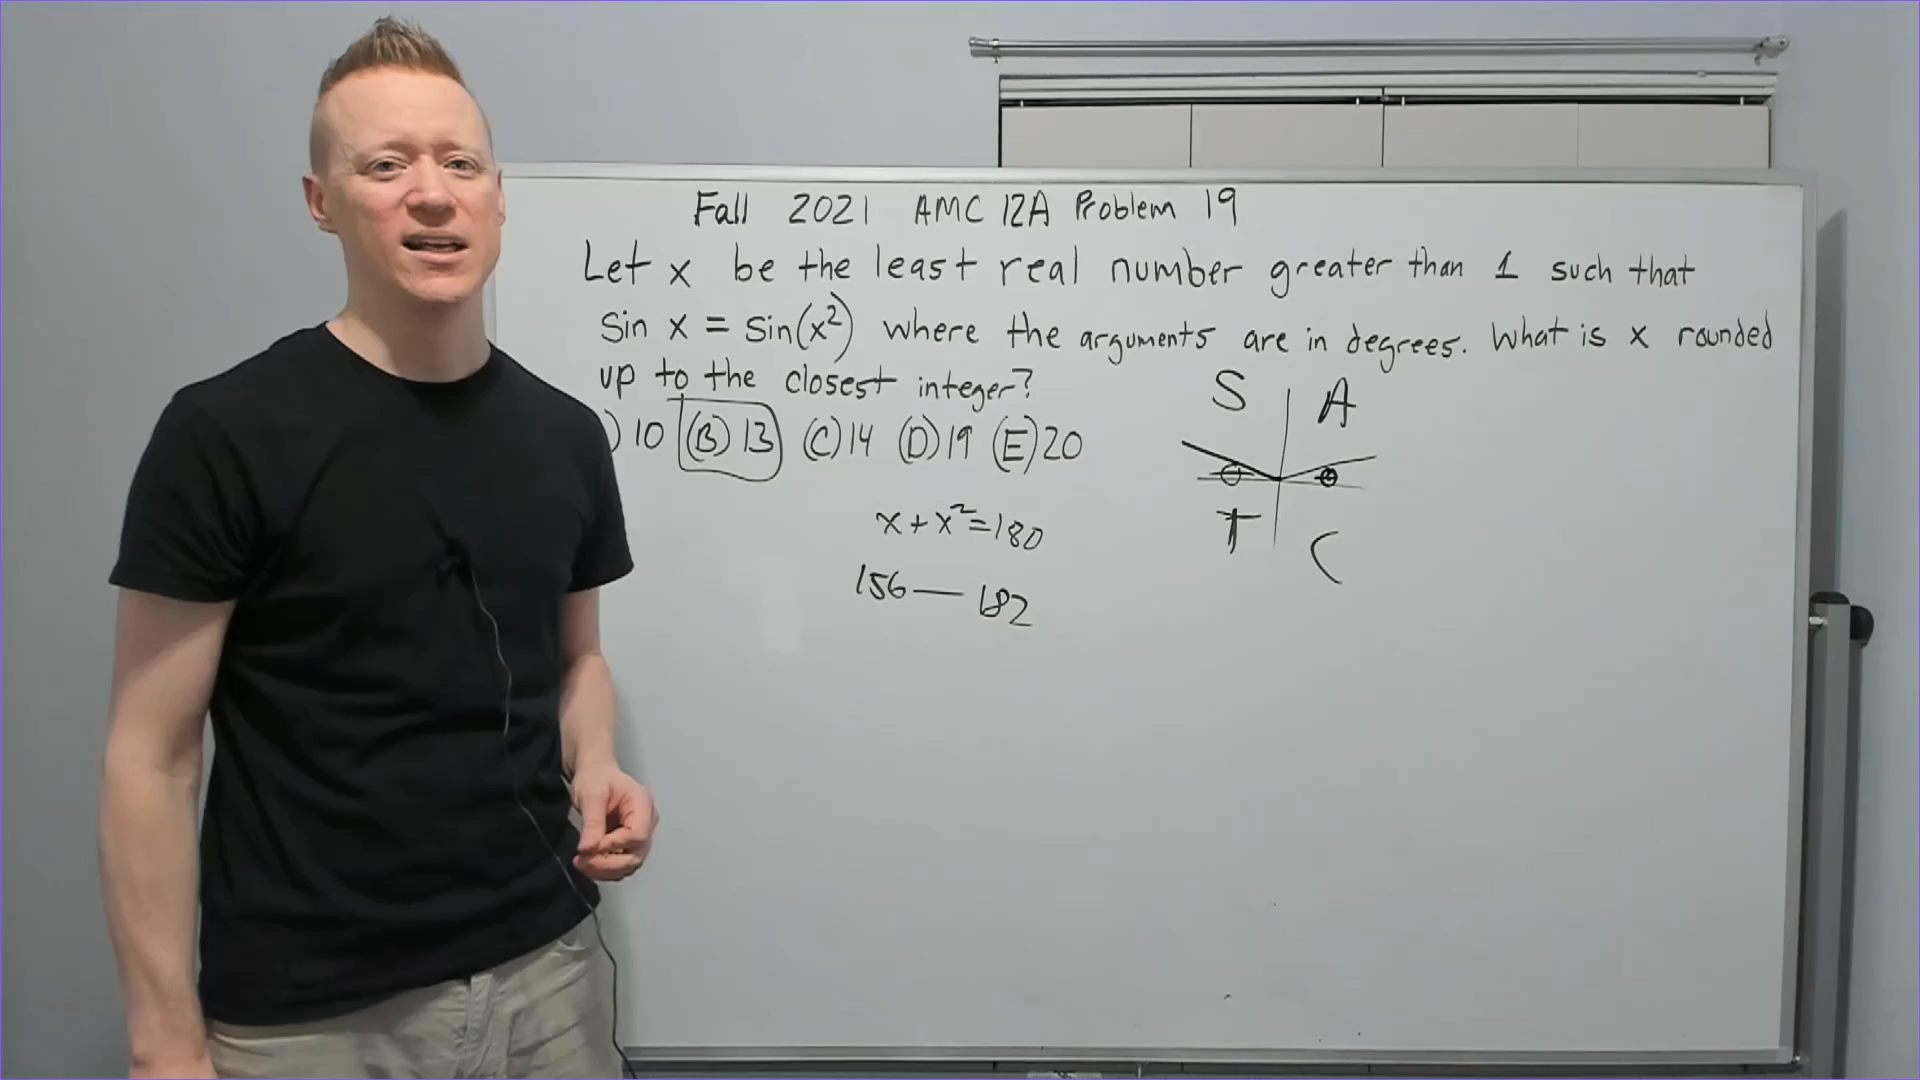 Fall 2021 AMC 12A Problem 19
Let x be the least real number greater than 1 such that
sin x = sin(x²) where the arguments are in degrees. What is x rounded
up to the closest integer?
) 10 (B) 13 (C) 14 (D) 19 (E) 20
S A
T C
x + x² = 180
156 — 182